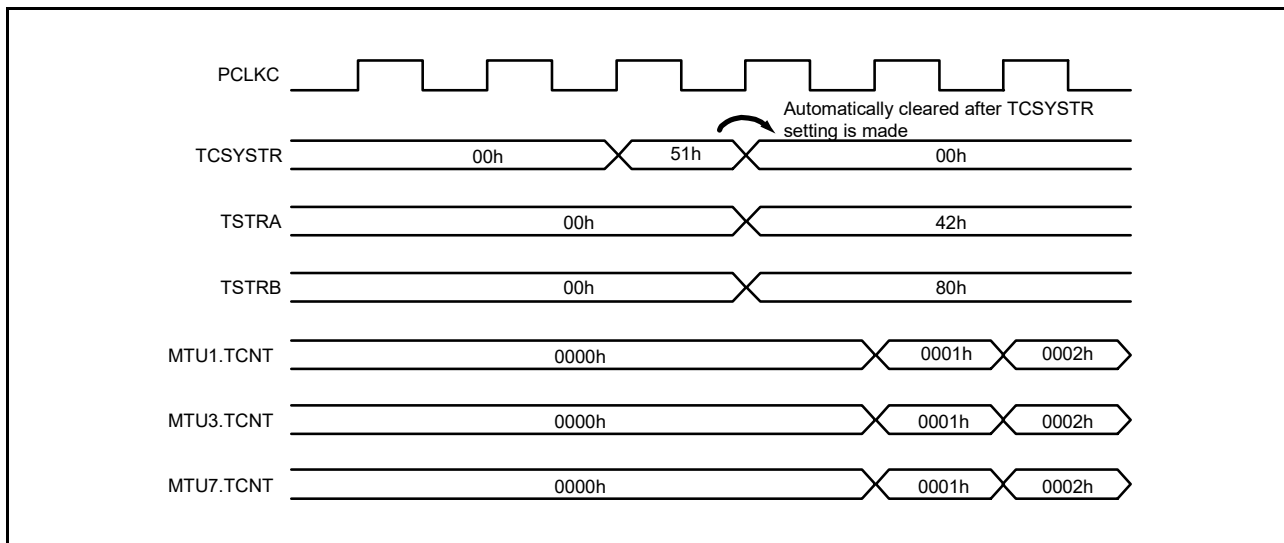 PCLKC
Automatically cleared after TCSYSTR
setting is made
TCSYSTR 00h 51h 00h
TSTRA 00h 42h
TSTRB 00h 80h
MTU1.TCNT 0000h 0001h 0002h
MTU3.TCNT 0000h 0001h 0002h
MTU7.TCNT 0000h 0001h 0002h